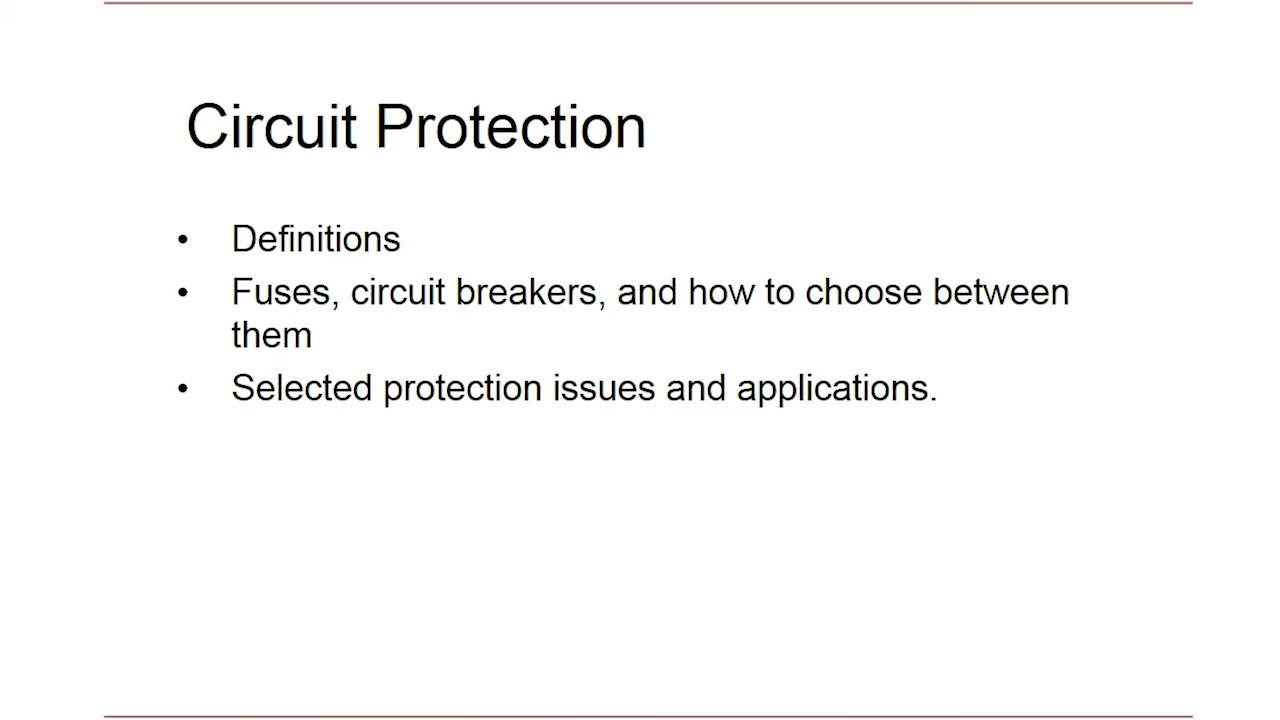 Circuit Protection
• Definitions
• Fuses, circuit breakers, and how to choose between
them
• Selected protection issues and applications.